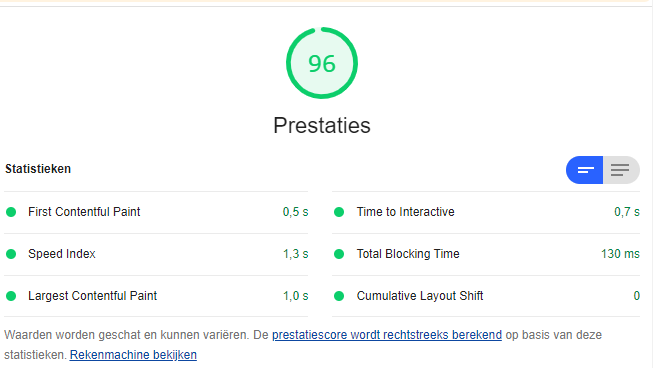 96
Prestaties
Statistieken
First Contentful Paint 0,5 s
Time to Interactive 0,7 s
Speed Index 1,3 s
Total Blocking Time 130 ms
Largest Contentful Paint 1,0 s
Cumulative Layout Shift 0
Waarden worden geschat en kunnen variëren. De prestatiescore wordt rechtstreeks berekend op basis van deze
statistieken. Rekenmachine bekijken